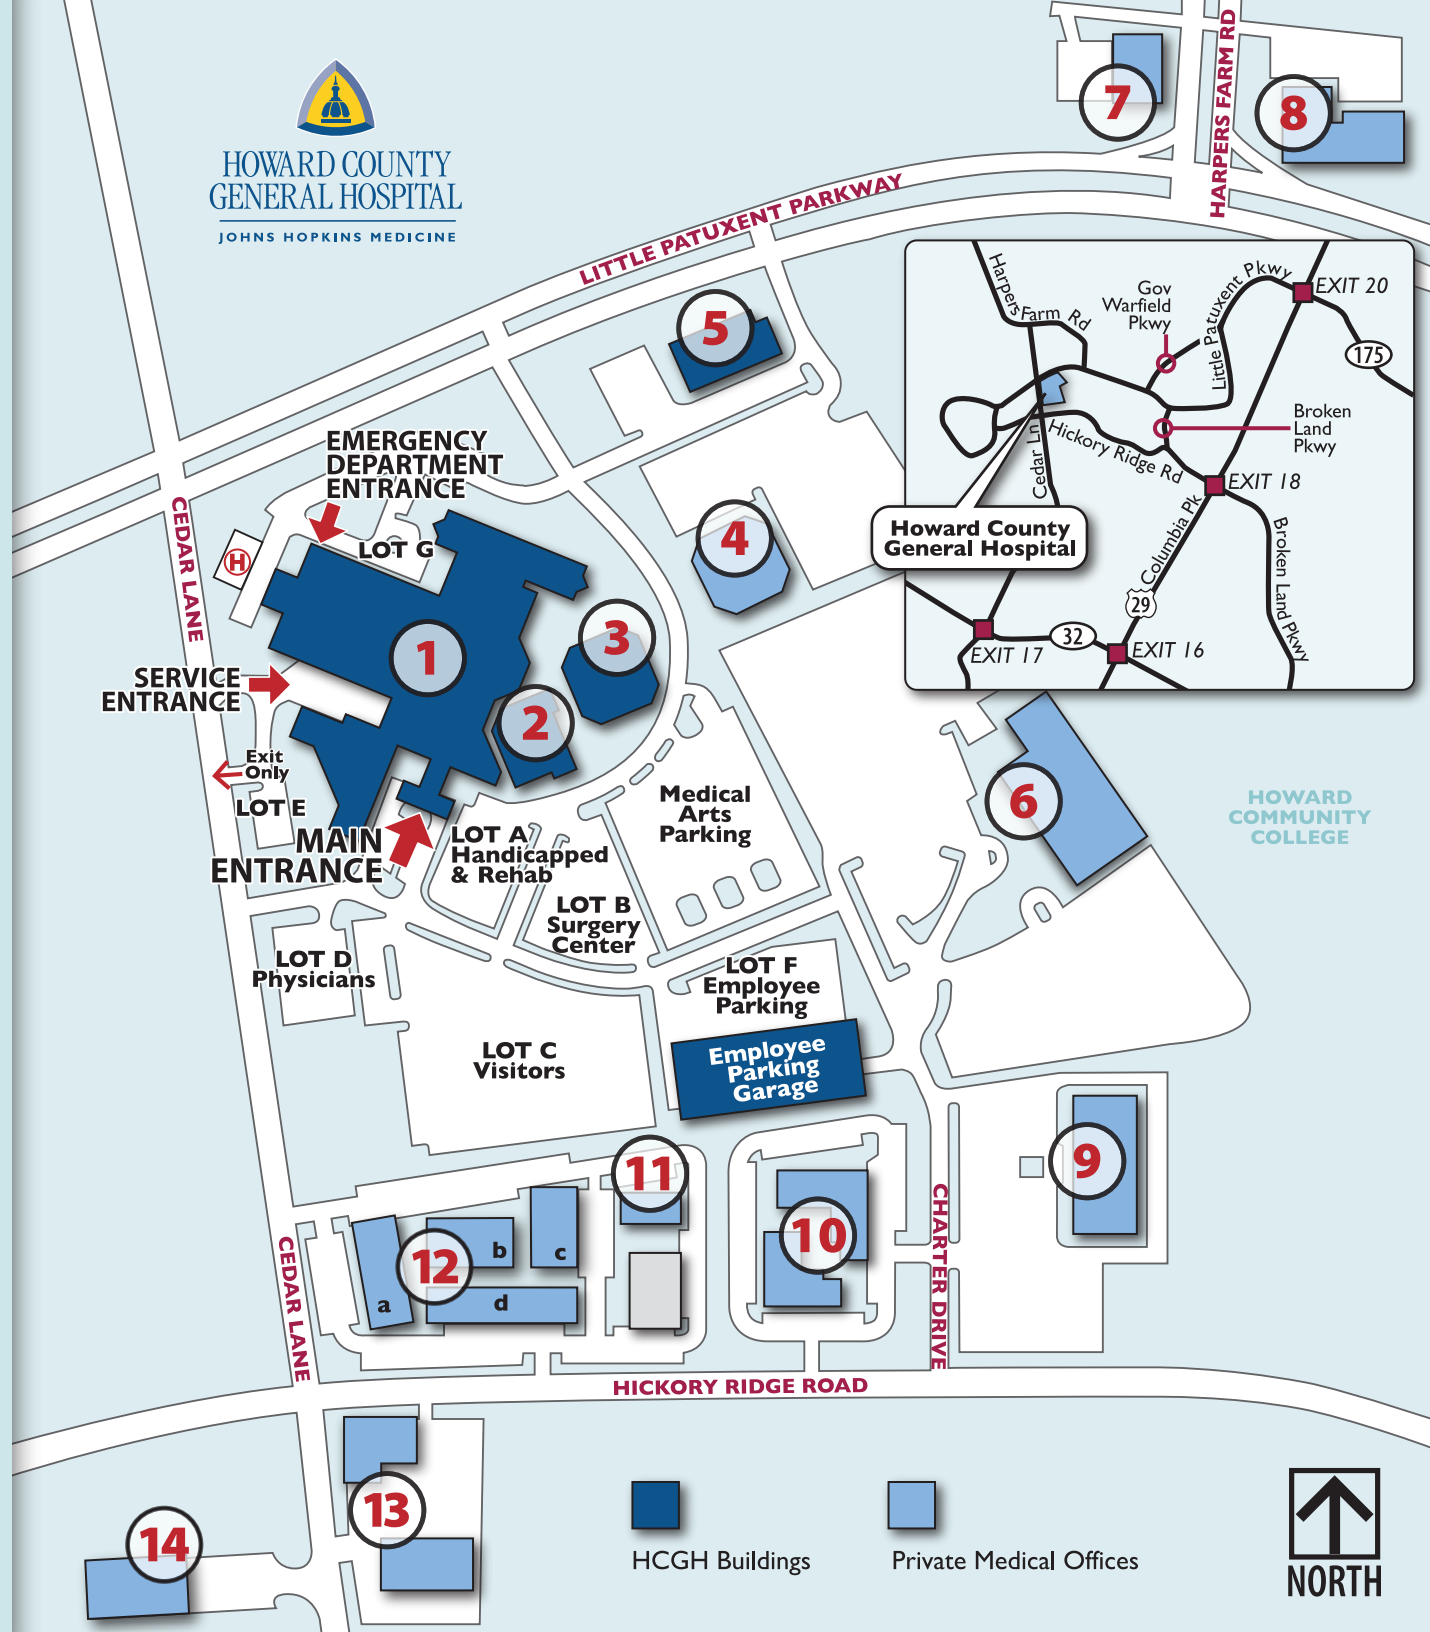 HOWARD COUNTY
GENERAL HOSPITAL
JOHNS HOPKINS MEDICINE
LITTLE PATUXENT PARKWAY
HARPERS FARM RD
7
8
5
EMERGENCY
DEPARTMENT
ENTRANCE
LOT G
H
CEDAR LANE
4
3
1
2
SERVICE
ENTRANCE
Exit
Only
LOT E
MAIN
ENTRANCE
LOT A
Handicapped
& Rehab
LOT B
Surgery
Center
Medical
Arts
Parking
LOT D
Physicians
LOT F
Employee
Parking
Employee
Parking
Garage
LOT C
Visitors
6
HOWARD
COMMUNITY
COLLEGE
Harpers
Farm Rd
Gov
Warfield
Pkwy
Little Patuxent Pkwy
EXIT 20
175
Broken
Land
Pkwy
Hickory Ridge Rd
Cedar Ln
EXIT 18
Howard County
General Hospital
Columbia Pk
29
Broken Land Pkwy
32
EXIT 17
EXIT 16
11
9
10
12
a
b
c
d
CHARTER DRIVE
CEDAR LANE
HICKORY RIDGE ROAD
13
14
HCGH Buildings
Private Medical Offices
NORTH